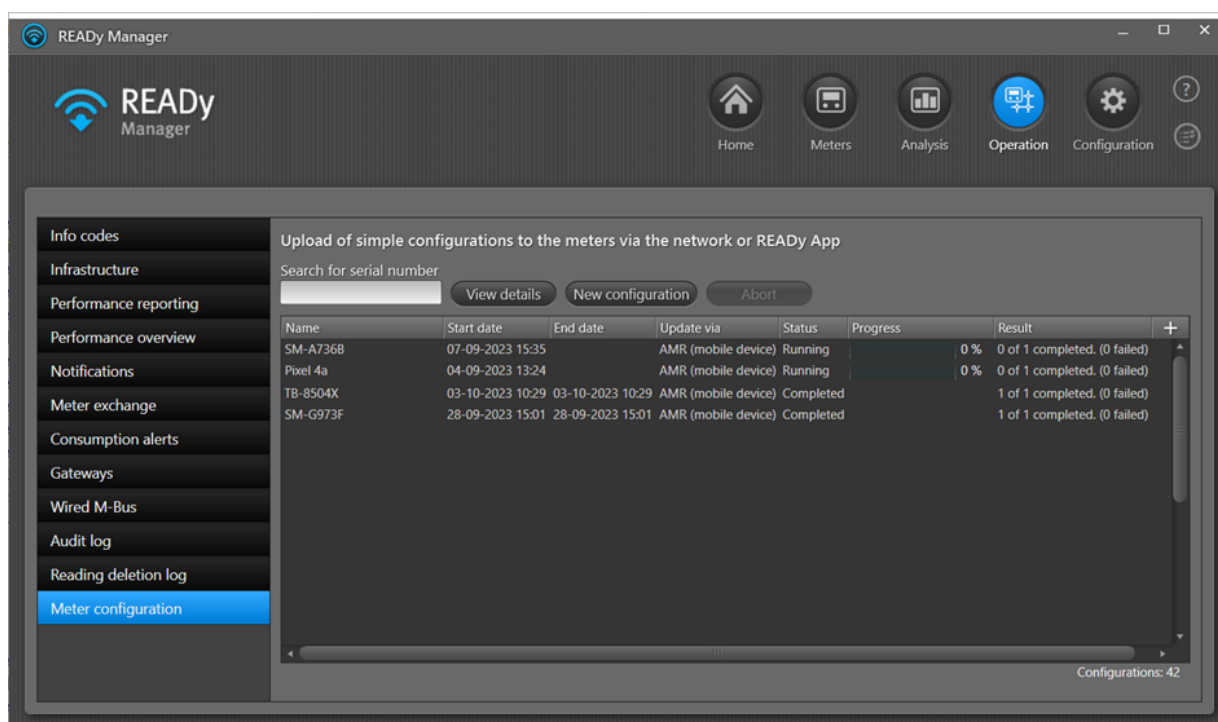 READy Manager
READy
Manager
Home Meters Analysis Operation Configuration
?
Info codes
Infrastructure
Performance reporting
Performance overview
Notifications
Meter exchange
Consumption alerts
Gateways
Wired M-Bus
Audit log
Reading deletion log
Meter configuration
Upload of simple configurations to the meters via the network or READy App
Search for serial number
View details New configuration Abort
Name Start date End date Update via Status Progress Result +
SM-A736B 07-09-2023 15:35 AMR (mobile device) Running 0 % 0 of 1 completed. (0 failed)
Pixel 4a 04-09-2023 13:24 AMR (mobile device) Running 0 % 0 of 1 completed. (0 failed)
TB-8504X 03-10-2023 10:29 03-10-2023 10:29 AMR (mobile device) Completed 1 of 1 completed. (0 failed)
SM-G973F 28-09-2023 15:01 28-09-2023 15:01 AMR (mobile device) Completed 1 of 1 completed. (0 failed)
Configurations: 42